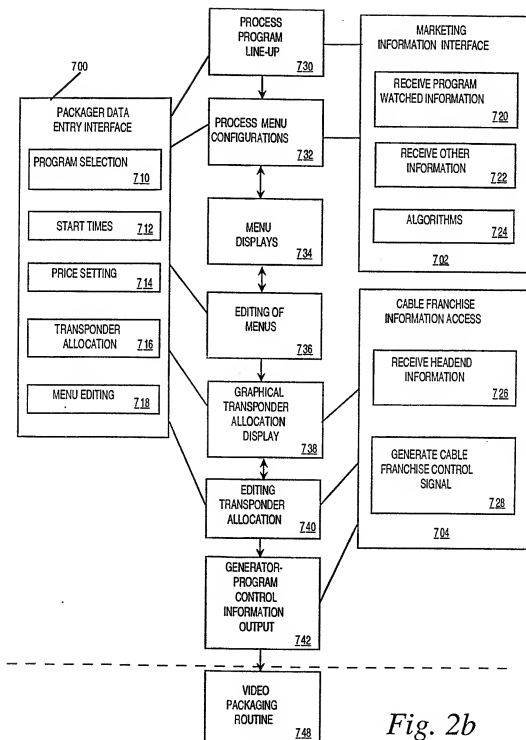 700
PACKAGER DATA
ENTRY INTERFACE
PROGRAM SELECTION
710
START TIMES
712
PRICE SETTING
714
TRANSPONDER
ALLOCATION
716
MENU EDITING
718
PROCESS
PROGRAM
LINE-UP
730
PROCESS MENU
CONFIGURATIONS
732
MENU
DISPLAYS
734
EDITING OF
MENUS
736
GRAPHICAL
TRANSPONDER
ALLOCATION
DISPLAY
738
EDITING
TRANSPONDER
ALLOCATION
740
GENERATOR-
PROGRAM
CONTROL
INFORMATION
OUTPUT
742
VIDEO
PACKAGING
ROUTINE
748
MARKETING
INFORMATION INTERFACE
RECEIVE PROGRAM
WATCHED INFORMATION
720
RECEIVE OTHER
INFORMATION
722
ALGORITHMS
724
702
CABLE FRANCHISE
INFORMATION ACCESS
RECEIVE HEADEND
INFORMATION
726
GENERATE CABLE
FRANCHISE CONTROL
SIGNAL
728
704
Fig. 2b